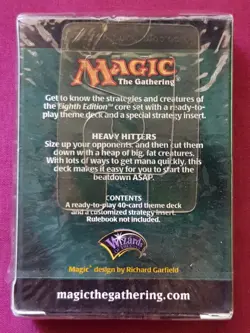 MAGIC
The Gathering
Get to know the strategies and creatures of
the Eighth Edition™ core set with a ready-to-
play theme deck and a special strategy insert.
HEAVY HITTERS
Size up your opponents, and then cut them
down with a heap of big, fat creatures.
With lots of ways to get mana quickly, this
deck makes it easy for you to start the
beatdown ASAP.
CONTENTS
A ready-to-play 40-card theme deck
and a customized strategy insert.
Rulebook not included.
Wizards
Magic design by Richard Garfield
magicthegathering.com